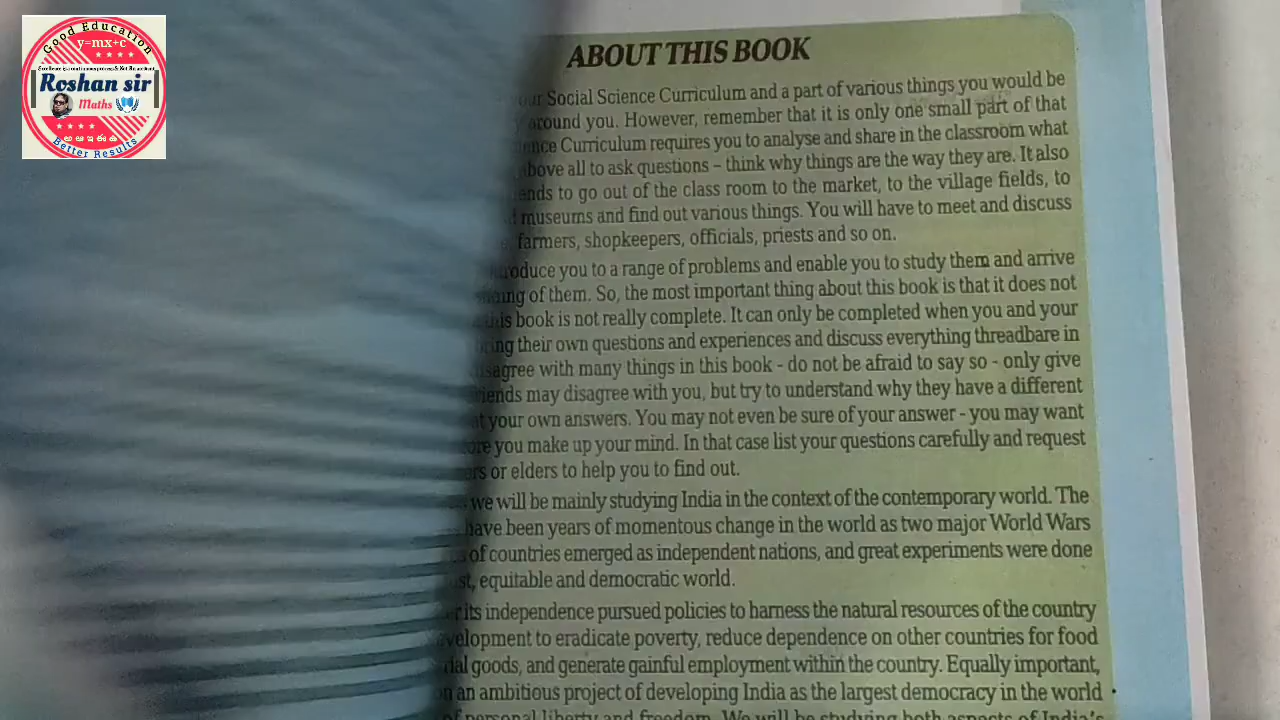 Good Education
y=mx+c
Roshan sir
Maths
Better Results
ABOUT THIS BOOK
Social Science Curriculum and a part of various things you would be
around you. However, remember that it is only one small part of that
Curriculum requires you to analyse and share in the classroom what
above all to ask questions – think why things are the way they are. It also
to go out of the class room to the market, to the village fields, to
museums and find out various things. You will have to meet and discuss
farmers, shopkeepers, officials, priests and so on.
you to a range of problems and enable you to study them and arrive
of them. So, the most important thing about this book is that it does not
this book is not really complete. It can only be completed when you and your
their own questions and experiences and discuss everything threadbare in
with many things in this book - do not be afraid to say so - only give
may disagree with you, but try to understand why they have a different
your own answers. You may not even be sure of your answer - you may want
you make up your mind. In that case list your questions carefully and request
or elders to help you to find out.
we will be mainly studying India in the context of the contemporary world. The
have been years of momentous change in the world as two major World Wars
of countries emerged as independent nations, and great experiments were done
equitable and democratic world.
its independence pursued policies to harness the natural resources of the country
to eradicate poverty, reduce dependence on other countries for food
goods, and generate gainful employment within the country. Equally important,
an ambitious project of developing India as the largest democracy in the world
of personal liberty and freedom. We will be studying both aspects of India's